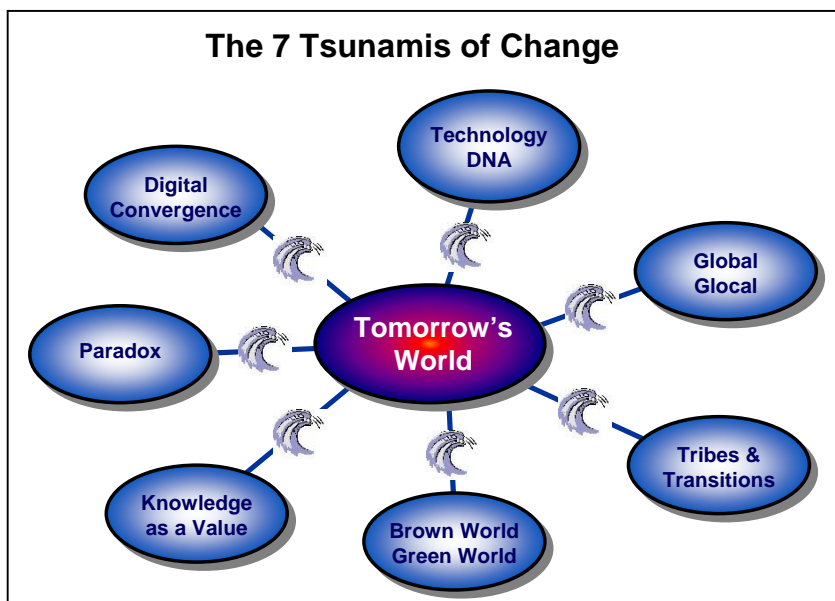 The 7 Tsunamis of Change
Technology
DNA
Digital
Convergence
Global
Glocal
Tomorrow's
World
Paradox
Tribes &
Transitions
Knowledge
as a Value
Brown World
Green World